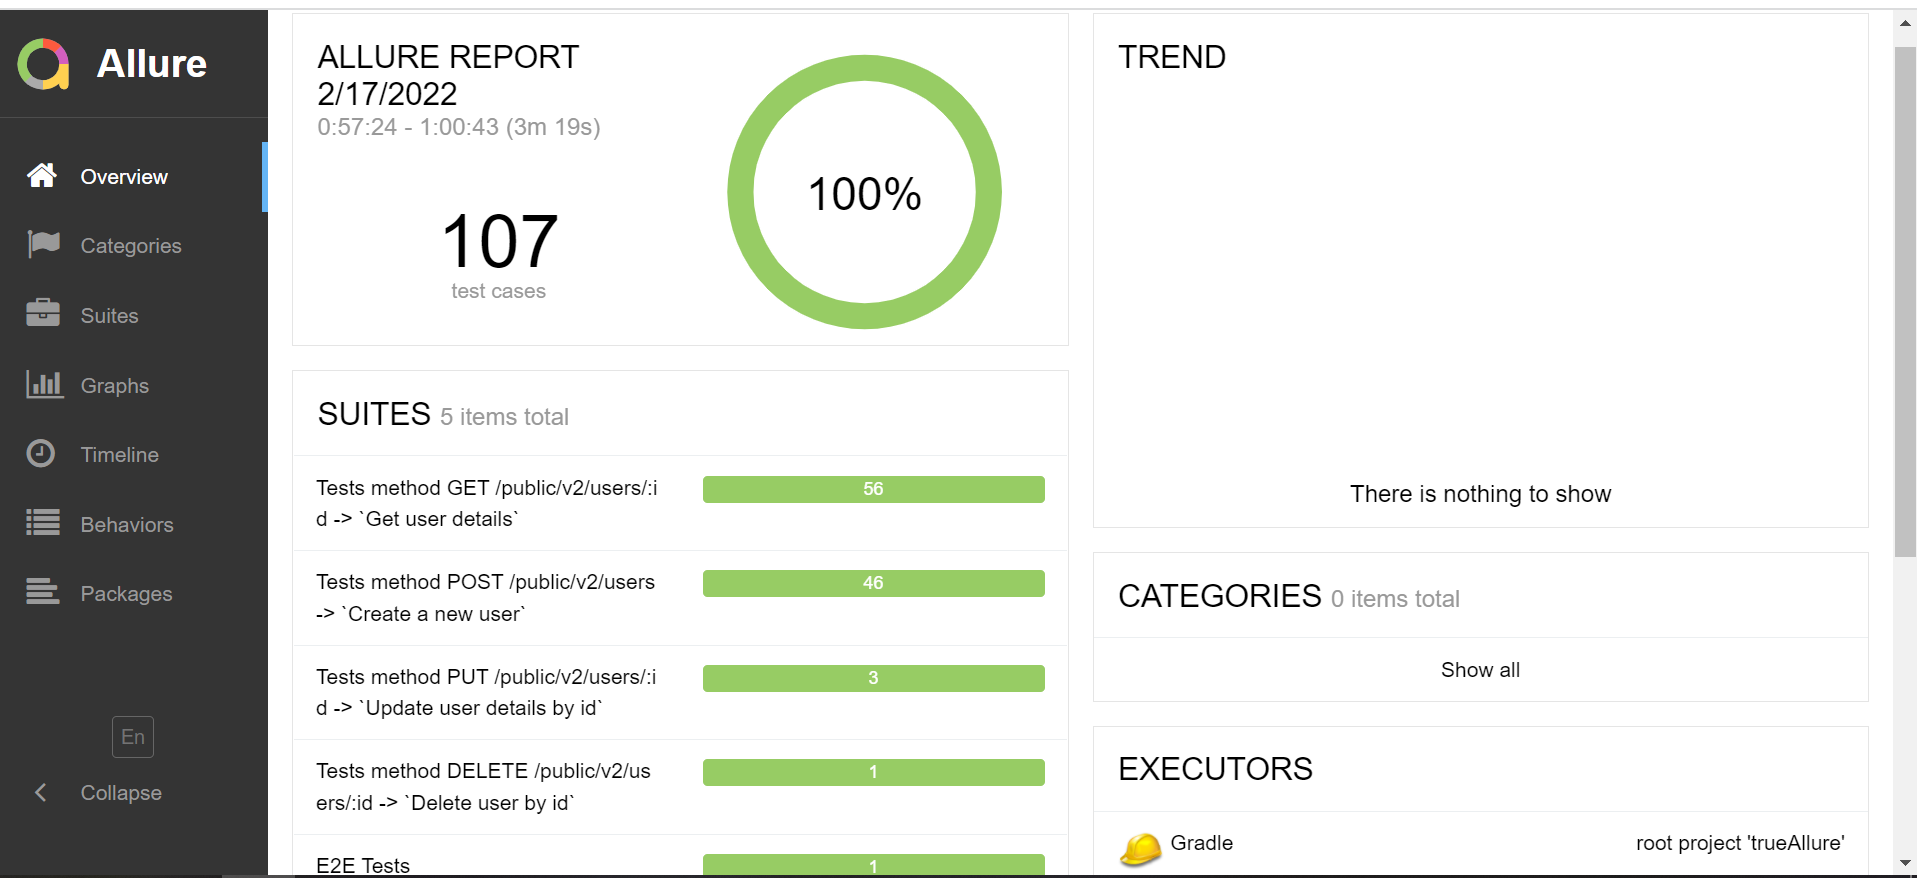 Allure
Overview
Categories
Suites
Graphs
Timeline
Behaviors
Packages
En
Collapse
ALLURE REPORT
2/17/2022
0:57:24 - 1:00:43 (3m 19s)
107
test cases
100%
SUITES 5 items total
Tests method GET /public/v2/users/:i
d -> `Get user details`
56
Tests method POST /public/v2/users
-> `Create a new user`
46
Tests method PUT /public/v2/users/:i
d -> `Update user details by id`
3
Tests method DELETE /public/v2/us
ers/:id -> `Delete user by id`
1
E2E Tests
1
TREND
There is nothing to show
CATEGORIES 0 items total
Show all
EXECUTORS
Gradle
root project 'trueAllure'